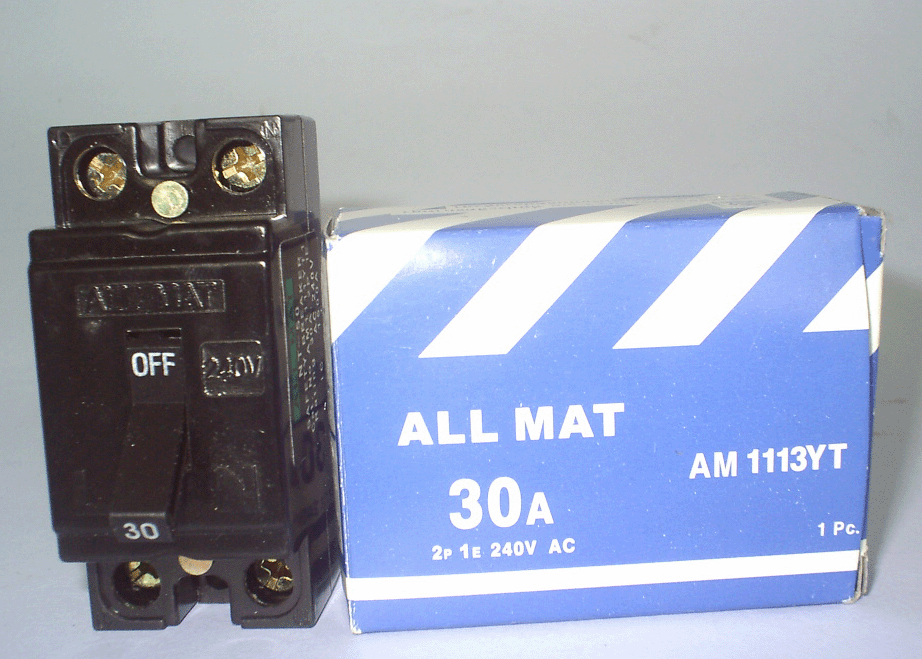 N
ALL MAT
OFF
240V
30
ALL MAT
AM 1113YT
30A
1 Pc.
2P 1E 240V AC